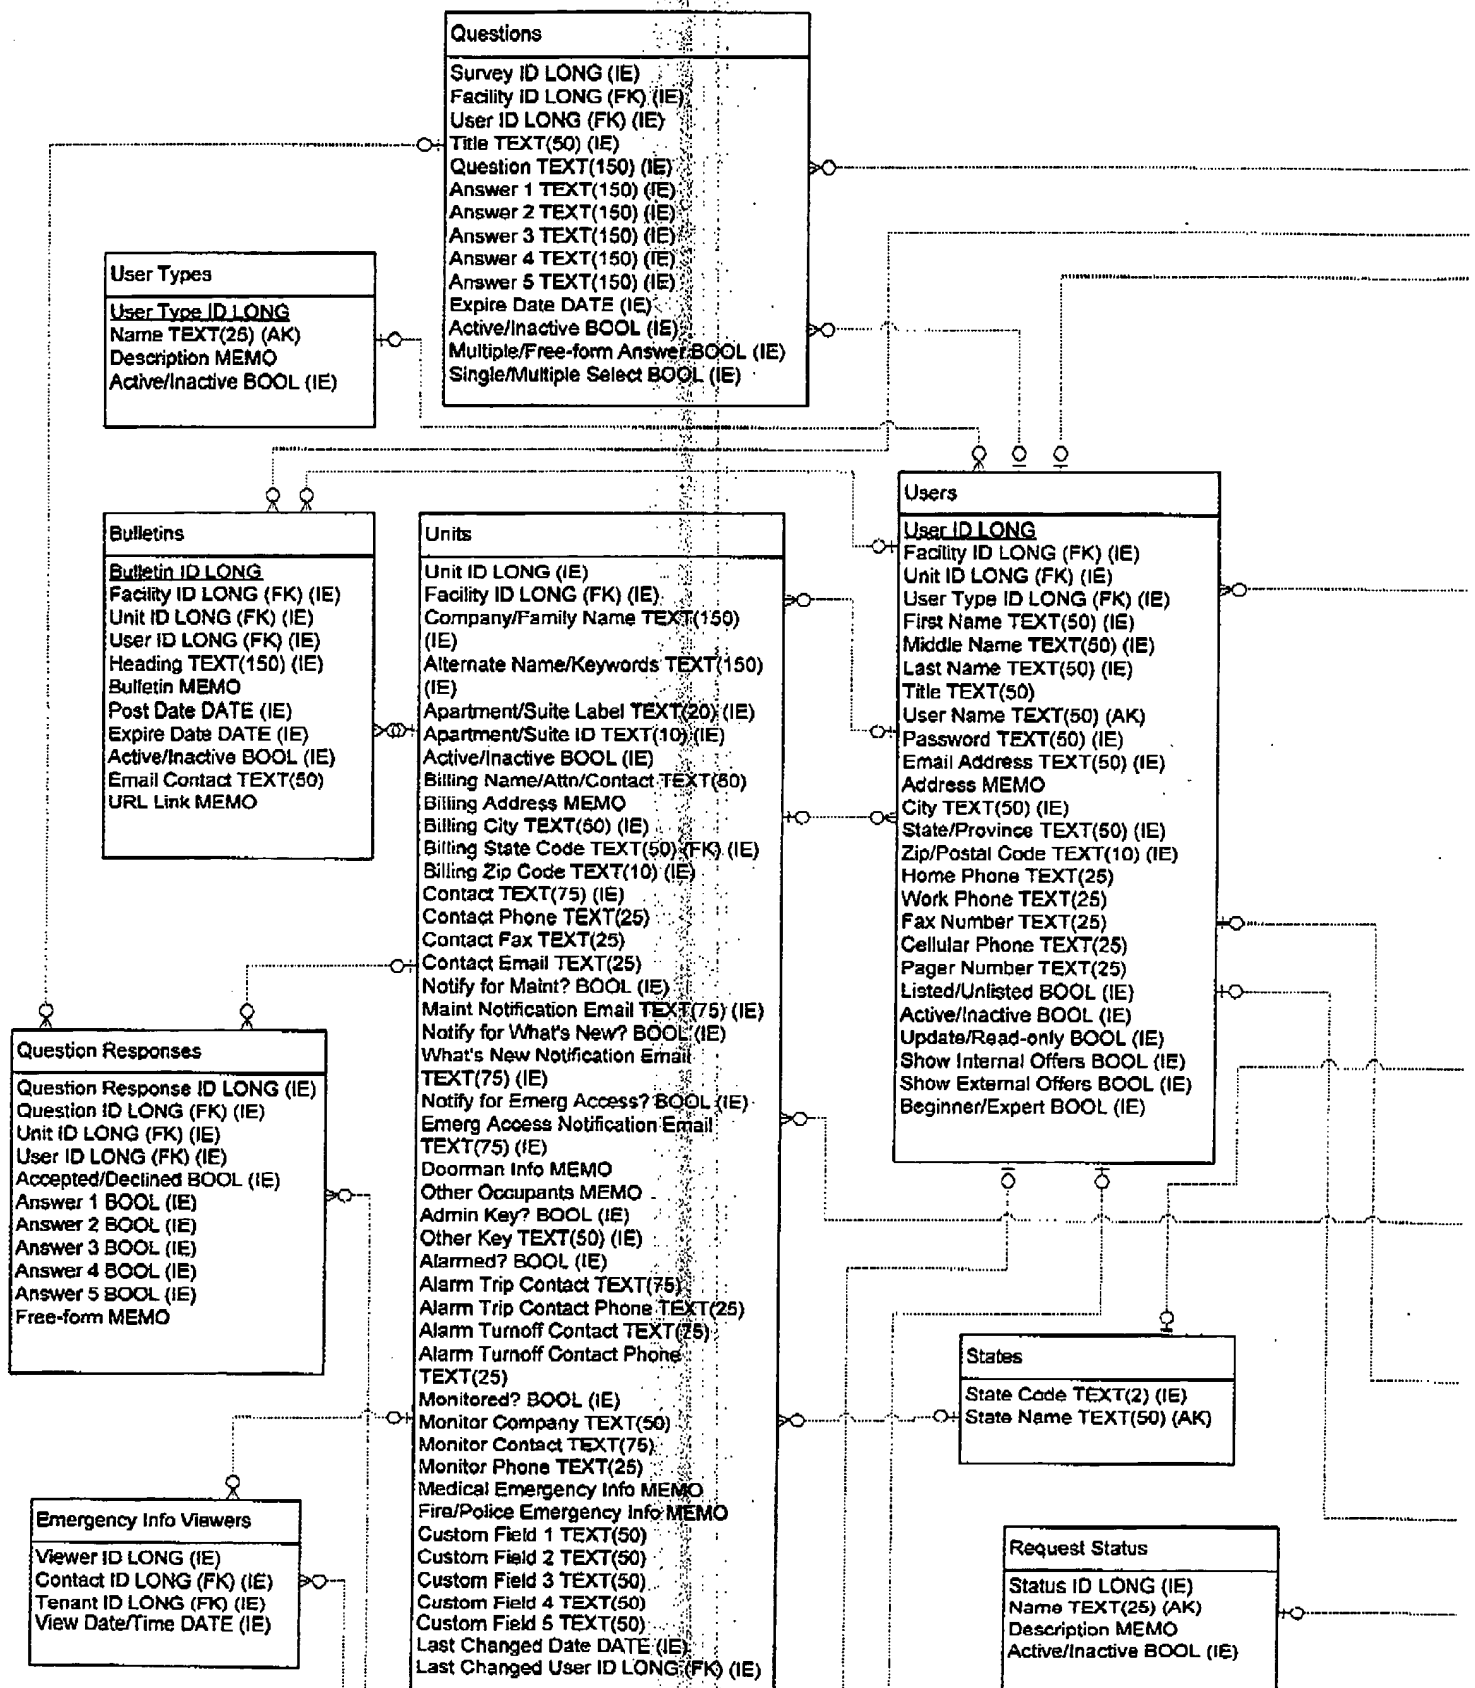 Questions
Survey ID LONG (IE)
Facility ID LONG (FK) (IE)
User ID LONG (FK) (IE)
Title TEXT(50) (IE)
Question TEXT(150) (IE)
Answer 1 TEXT(150) (IE)
Answer 2 TEXT(150) (IE)
Answer 3 TEXT(150) (IE)
Answer 4 TEXT(150) (IE)
Answer 5 TEXT(150) (IE)
Expire Date DATE (IE)
Active/Inactive BOOL (IE)
Multiple/Free-form Answer BOOL (IE)
Single/Multiple Select BOOL (IE)
User Types
User Type ID LONG
Name TEXT(25) (AK)
Description MEMO
Active/Inactive BOOL (IE)
Bulletins
Bulletin ID LONG
Facility ID LONG (FK) (IE)
Unit ID LONG (FK) (IE)
User ID LONG (FK) (IE)
Heading TEXT(150) (IE)
Bulletin MEMO
Post Date DATE (IE)
Expire Date DATE (IE)
Active/Inactive BOOL (IE)
Email Contact TEXT(50)
URL Link MEMO
Units
Unit ID LONG (IE)
Facility ID LONG (FK) (IE)
Company/Family Name TEXT(150)
(IE)
Alternate Name/Keywords TEXT(150)
(IE)
Apartment/Suite Label TEXT(20) (IE)
Apartment/Suite ID TEXT(10) (IE)
Active/Inactive BOOL (IE)
Billing Name/Attn/Contact TEXT(50)
Billing Address MEMO
Billing City TEXT(50) (IE)
Billing State Code TEXT(50) (FK) (IE)
Billing Zip Code TEXT(10) (IE)
Contact TEXT(75) (IE)
Contact Phone TEXT(25)
Contact Fax TEXT(25)
Contact Email TEXT(25)
Notify for Maint? BOOL (IE)
Maint Notification Email TEXT(75) (IE)
Notify for What's New? BOOL (IE)
What's New Notification Email
TEXT(75) (IE)
Notify for Emerg Access? BOOL (IE)
Emerg Access Notification Email
TEXT(75) (IE)
Doorman Info MEMO
Other Occupants MEMO
Admin Key? BOOL (IE)
Other Key TEXT(50) (IE)
Alarmed? BOOL (IE)
Alarm Trip Contact TEXT(75)
Alarm Trip Contact Phone TEXT(25)
Alarm Turnoff Contact TEXT(75)
Alarm Turnoff Contact Phone
TEXT(25)
Monitored? BOOL (IE)
Monitor Company TEXT(50)
Monitor Contact TEXT(75)
Monitor Phone TEXT(25)
Medical Emergency Info MEMO
Fire/Police Emergency Info MEMO
Custom Field 1 TEXT(50)
Custom Field 2 TEXT(50)
Custom Field 3 TEXT(50)
Custom Field 4 TEXT(50)
Custom Field 5 TEXT(50)
Last Changed Date DATE (IE)
Last Changed User ID LONG (FK) (IE)
Users
User ID LONG
Facility ID LONG (FK) (IE)
Unit ID LONG (FK) (IE)
User Type ID LONG (FK) (IE)
First Name TEXT(50) (IE)
Middle Name TEXT(50) (IE)
Last Name TEXT(50) (IE)
Title TEXT(50)
User Name TEXT(50) (AK)
Password TEXT(50) (IE)
Email Address TEXT(50) (IE)
Address MEMO
City TEXT(50) (IE)
State/Province TEXT(50) (IE)
Zip/Postal Code TEXT(10) (IE)
Home Phone TEXT(25)
Work Phone TEXT(25)
Fax Number TEXT(25)
Cellular Phone TEXT(25)
Pager Number TEXT(25)
Listed/Unlisted BOOL (IE)
Active/Inactive BOOL (IE)
Update/Read-only BOOL (IE)
Show Internal Offers BOOL (IE)
Show External Offers BOOL (IE)
Beginner/Expert BOOL (IE)
Question Responses
Question Response ID LONG (IE)
Question ID LONG (FK) (IE)
Unit ID LONG (FK) (IE)
User ID LONG (FK) (IE)
Accepted/Declined BOOL (IE)
Answer 1 BOOL (IE)
Answer 2 BOOL (IE)
Answer 3 BOOL (IE)
Answer 4 BOOL (IE)
Answer 5 BOOL (IE)
Free-form MEMO
States
State Code TEXT(2) (IE)
State Name TEXT(50) (AK)
Emergency Info Viewers
Viewer ID LONG (IE)
Contact ID LONG (FK) (IE)
Tenant ID LONG (FK) (IE)
View Date/Time DATE (IE)
Request Status
Status ID LONG (IE)
Name TEXT(25) (AK)
Description MEMO
Active/Inactive BOOL (IE)